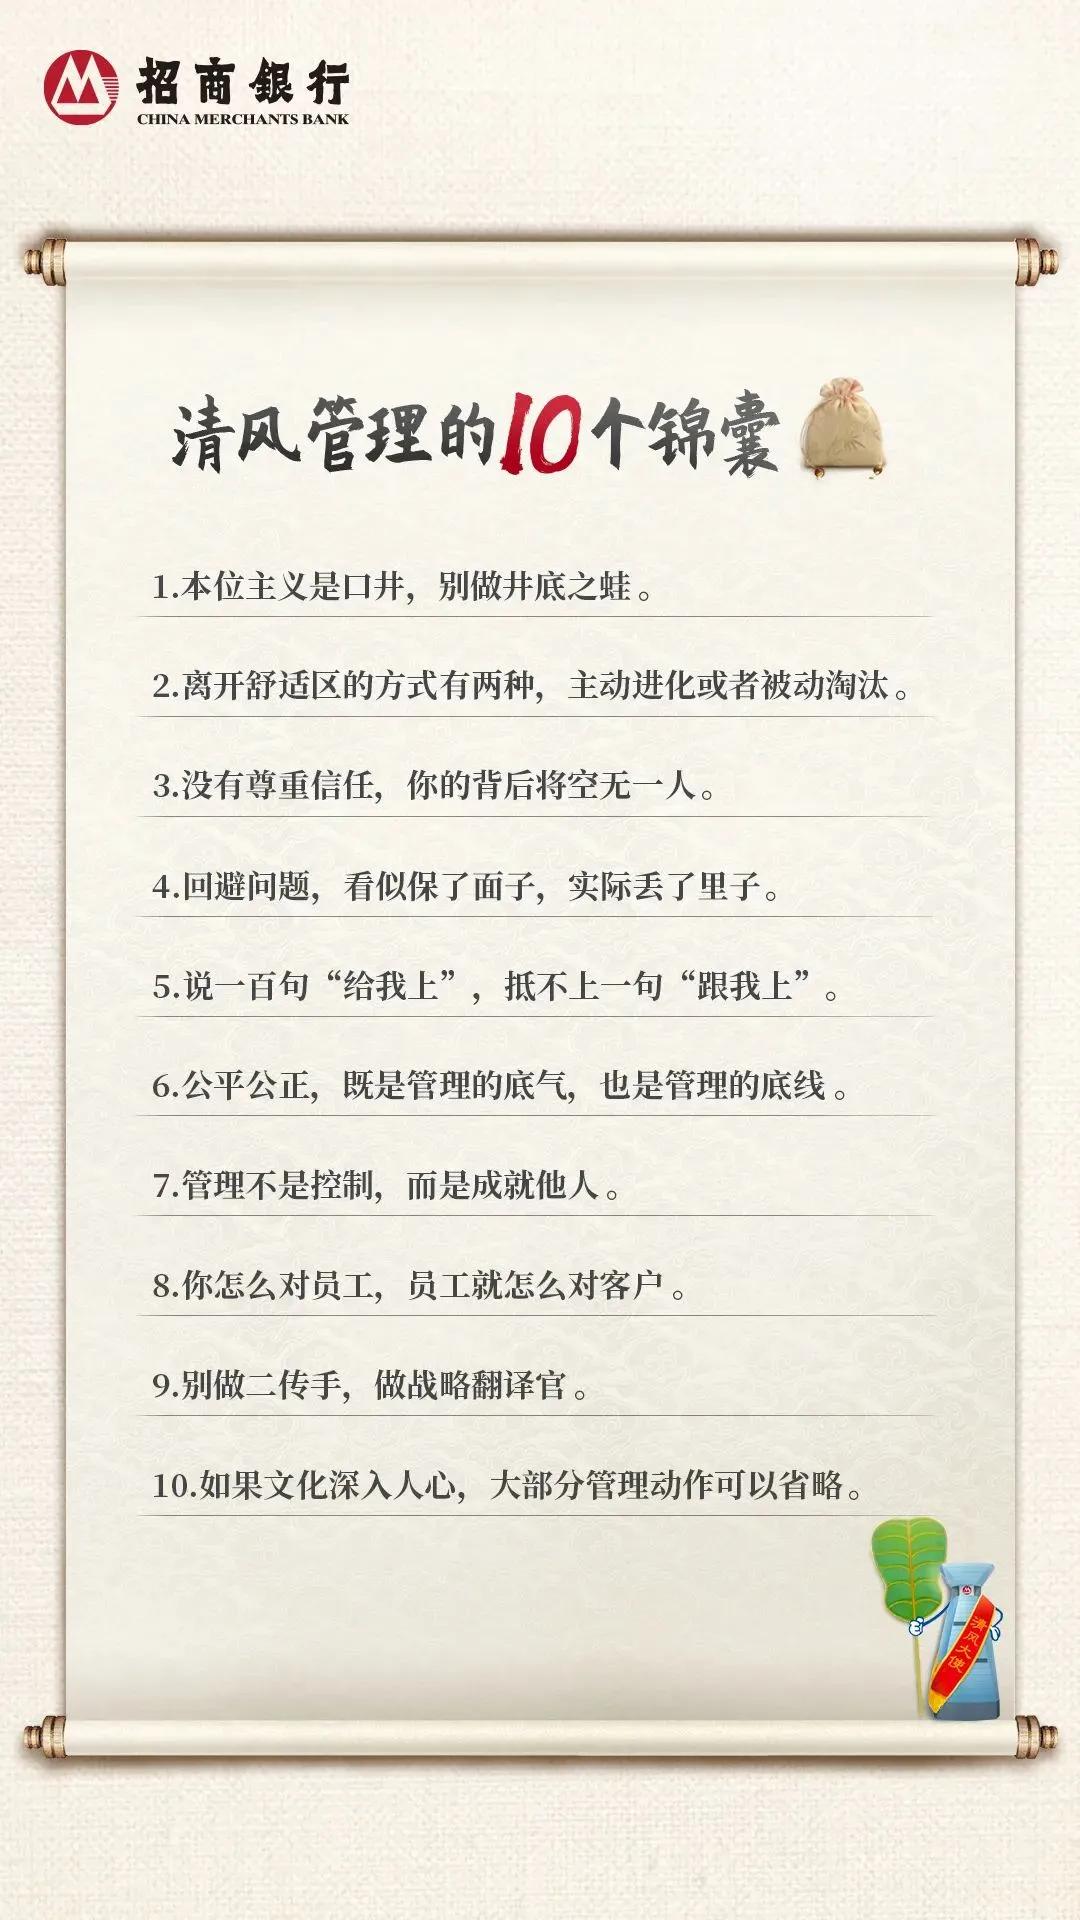 招商銀行
CHINA MERCHANTS BANK
清风管理的10个锦囊
1.本位主义是口井，别做井底之蛙。
2.离开舒适区的方式有两种，主动进化或者被动淘汰。
3.没有尊重信任，你的背后将空无一人。
4.回避问题，看似保了面子，实际丢了里子。
5.说一百句“给我上”，抵不上一句“跟我上”。
6.公平公正，既是管理的底气，也是管理的底线。
7.管理不是控制，而是成就他人。
8.你怎么对员工，员工就怎么对客户。
9.别做二传手，做战略翻译官。
10.如果文化深入人心，大部分管理动作可以省略。
清风大使